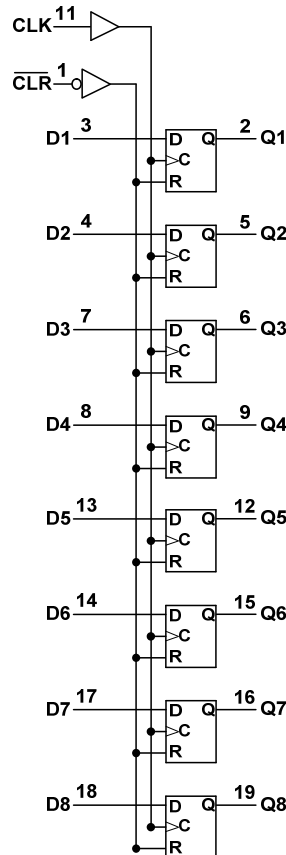 CLK 11
CLR 1
D1 3 D Q 2 Q1
C
R
D2 4 D Q 5 Q2
C
R
D3 7 D Q 6 Q3
C
R
D4 8 D Q 9 Q4
C
R
D5 13 D Q 12 Q5
C
R
D6 14 D Q 15 Q6
C
R
D7 17 D Q 16 Q7
C
R
D8 18 D Q 19 Q8
C
R